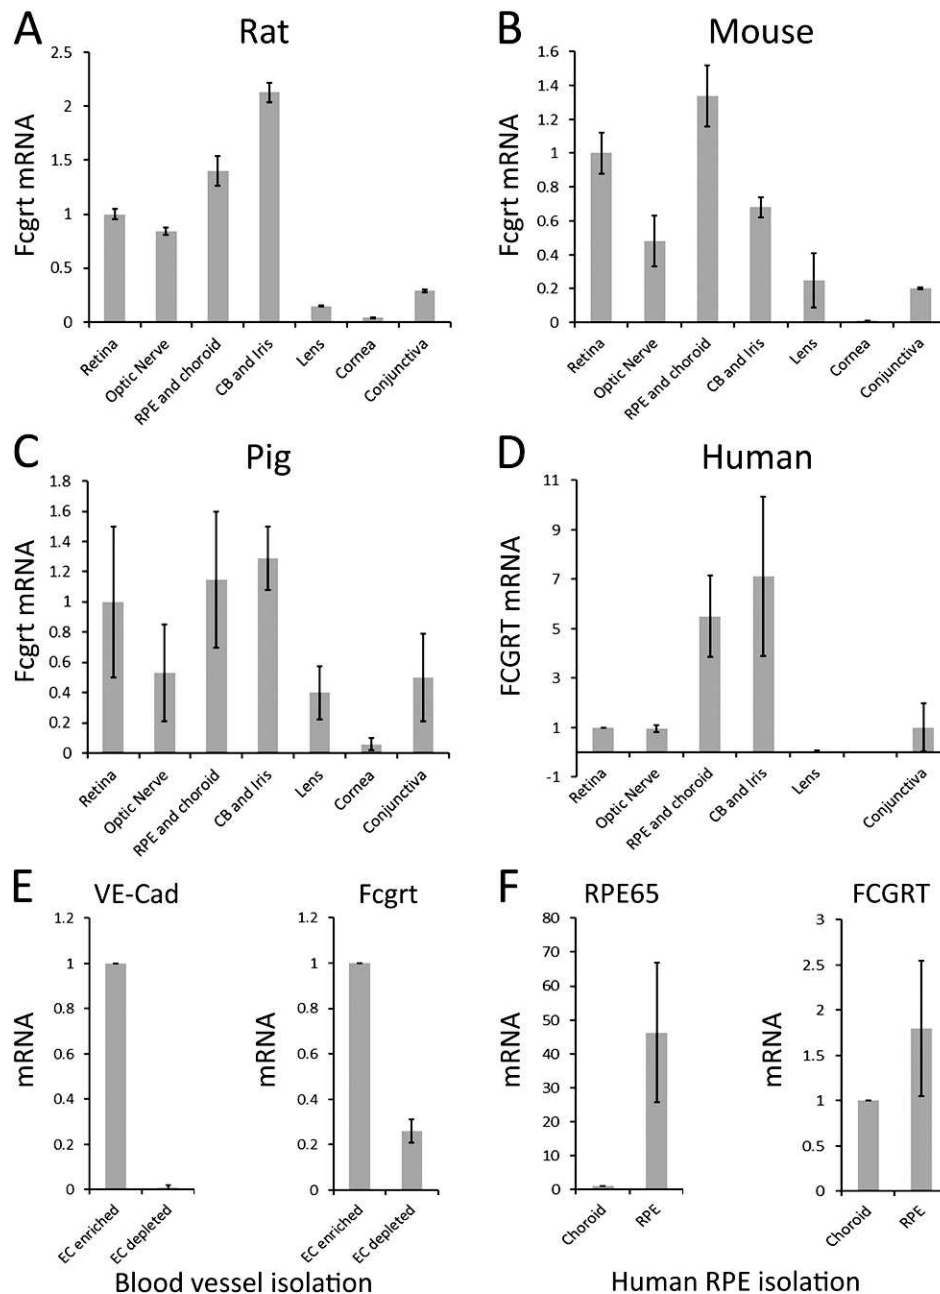 A
Rat
Fcgrt mRNA
2.5
2
1.5
1
0.5
0
Retina
Optic Nerve
RPE and choroid
CB and Iris
Lens
Cornea
Conjunctiva
B
Mouse
Fcgrt mRNA
1.6
1.4
1.2
1
0.8
0.6
0.4
0.2
0
Retina
Optic Nerve
RPE and choroid
CB and Iris
Lens
Cornea
Conjunctiva
C
Pig
Fcgrt mRNA
1.8
1.6
1.4
1.2
1
0.8
0.6
0.4
0.2
0
Retina
Optic Nerve
RPE and choroid
CB and Iris
Lens
Cornea
Conjunctiva
D
Human
FCGRT mRNA
11
9
7
5
3
1
-1
Retina
Optic Nerve
RPE and choroid
CB and Iris
Lens
Conjunctiva
E
VE-Cad
mRNA
1.2
1
0.8
0.6
0.4
0.2
0
EC enriched
EC depleted
Fcgrt
mRNA
1.2
1
0.8
0.6
0.4
0.2
0
EC enriched
EC depleted
Blood vessel isolation
F
RPE65
mRNA
80
70
60
50
40
30
20
10
0
Choroid
RPE
FCGRT
mRNA
3
2.5
2
1.5
1
0.5
0
Choroid
RPE
Human RPE isolation